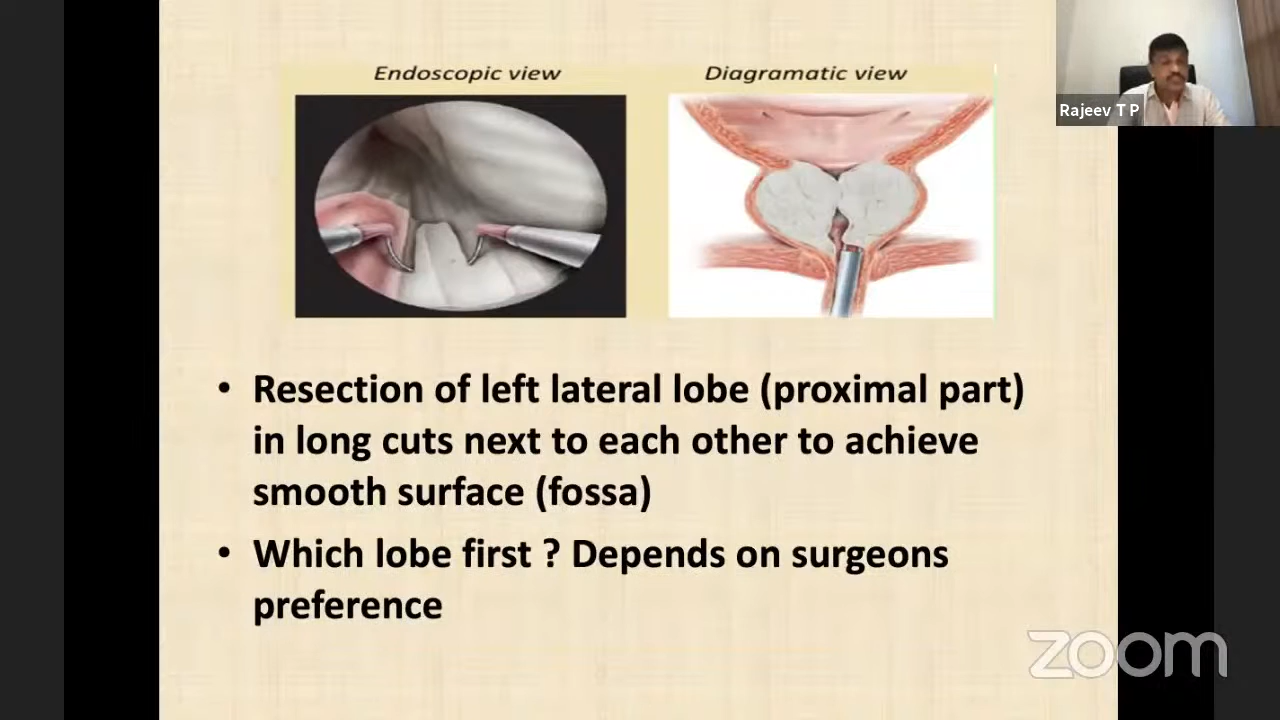 Endoscopic view
Diagramatic view
Rajeev T P
• Resection of left lateral lobe (proximal part)
in long cuts next to each other to achieve
smooth surface (fossa)
• Which lobe first ? Depends on surgeons
preference
zoom